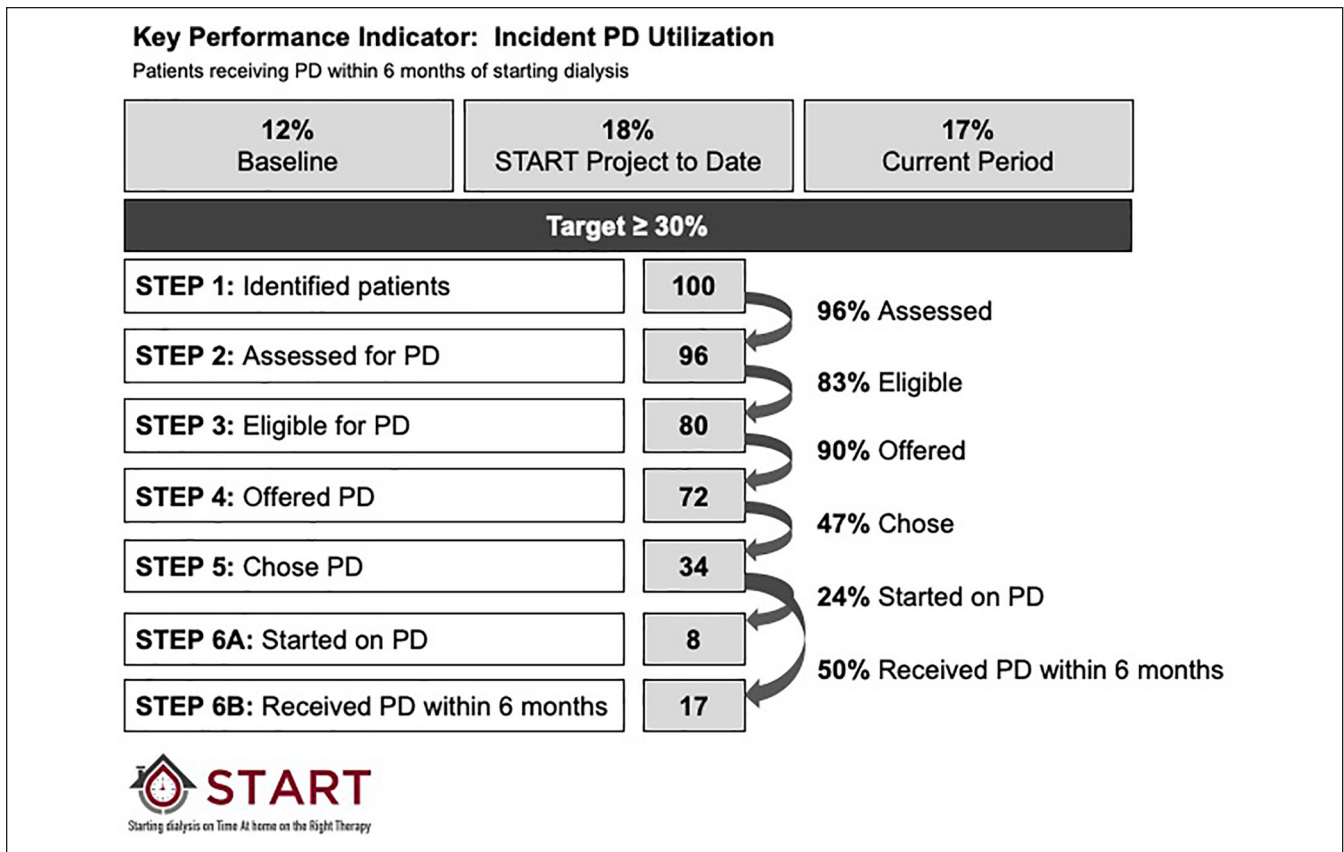 Key Performance Indicator:  Incident PD Utilization
Patients receiving PD within 6 months of starting dialysis
12%
Baseline
18%
START Project to Date
17%
Current Period
Target ≥ 30%
STEP 1: Identified patients
100
96% Assessed
STEP 2: Assessed for PD
96
83% Eligible
STEP 3: Eligible for PD
80
90% Offered
STEP 4: Offered PD
72
47% Chose
STEP 5: Chose PD
34
24% Started on PD
STEP 6A: Started on PD
8
50% Received PD within 6 months
STEP 6B: Received PD within 6 months
17
START
Starting dialysis on Time At home on the Right Therapy